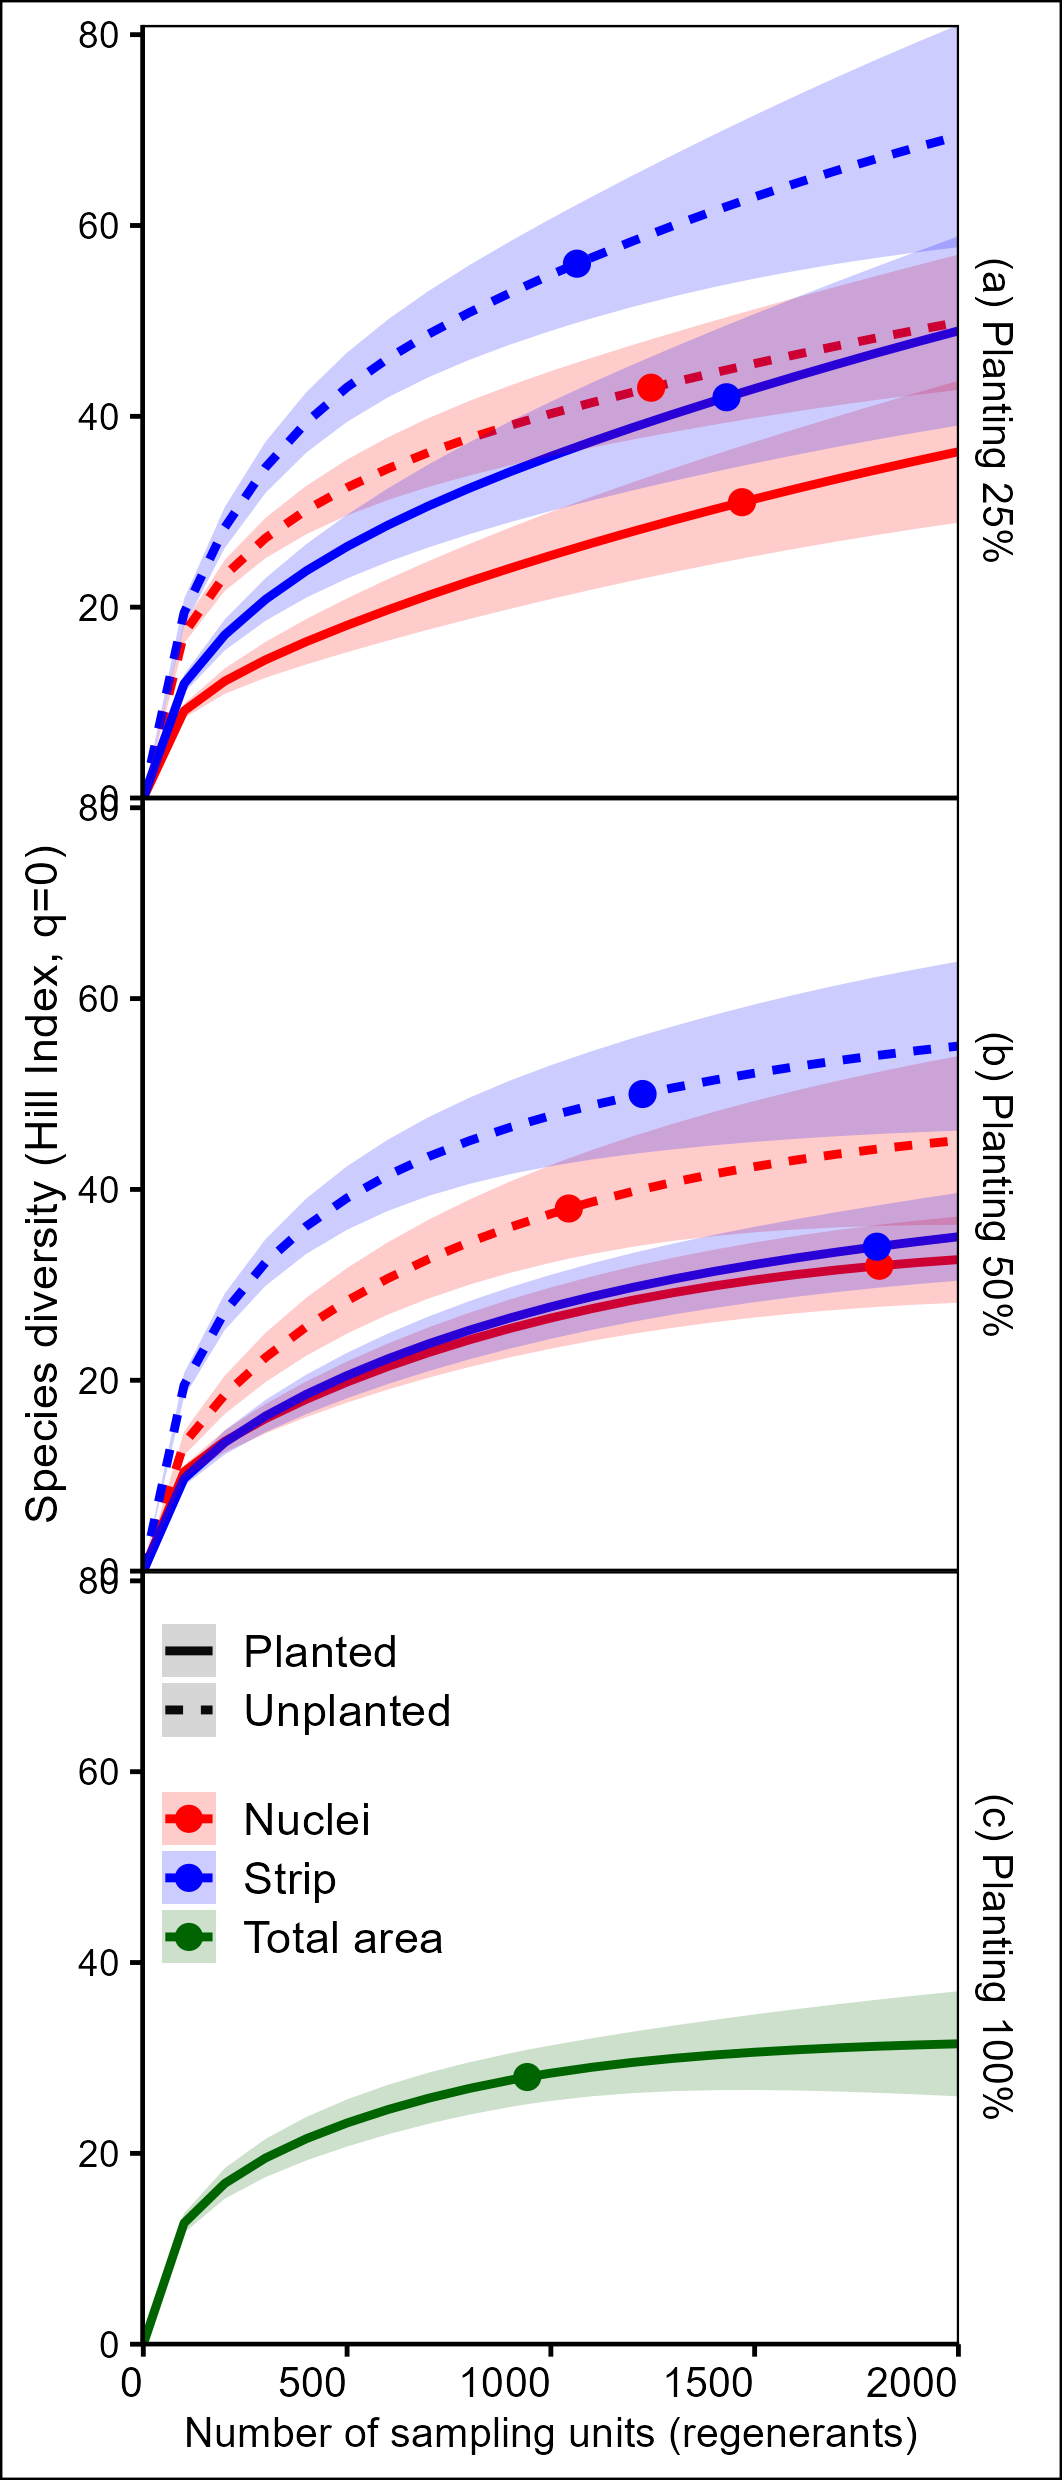 80
60
40
20
0
(a) Planting 25%
Species diversity (Hill Index, q=0)
80
60
40
20
0
(b) Planting 50%
80
60
40
20
0
Planted
Unplanted
Nuclei
Strip
Total area
(c) Planting 100%
0 500 1000 1500 2000
Number of sampling units (regenerants)